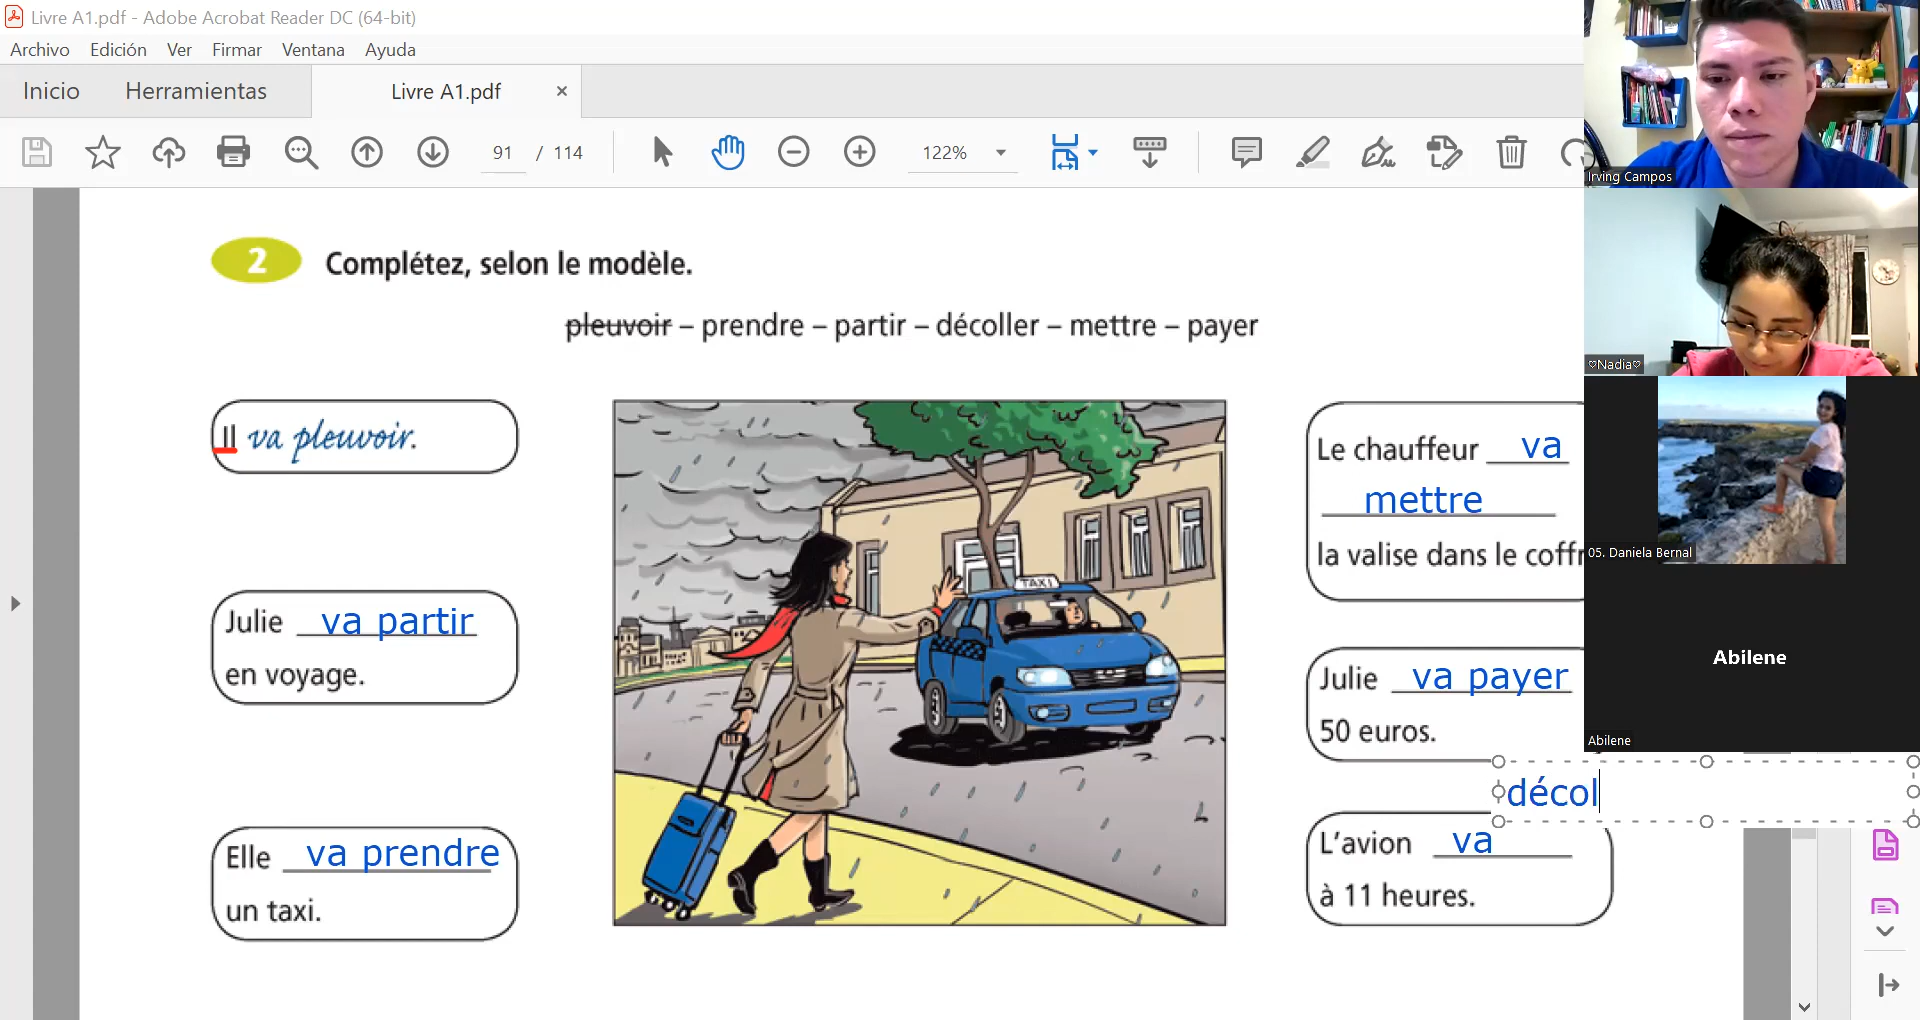 Livre A1.pdf - Adobe Acrobat Reader DC (64-bit)
Archivo Edición Ver Firmar Ventana Ayuda
Inicio Herramientas Livre A1.pdf ×
91 / 114 122%
2 Complétez, selon le modèle.
pleuvoir – prendre – partir – décoller – mettre – payer
Il va pleuvoir.
Julie va partir
en voyage.
Elle va prendre
un taxi.
TAXI
Le chauffeur va
mettre
la valise dans le coffr
Julie va payer
50 euros.
décol
L'avion va
à 11 heures.
Irving Campos
♡Nadia♡
05. Daniela Bernal
Abilene
Abilene